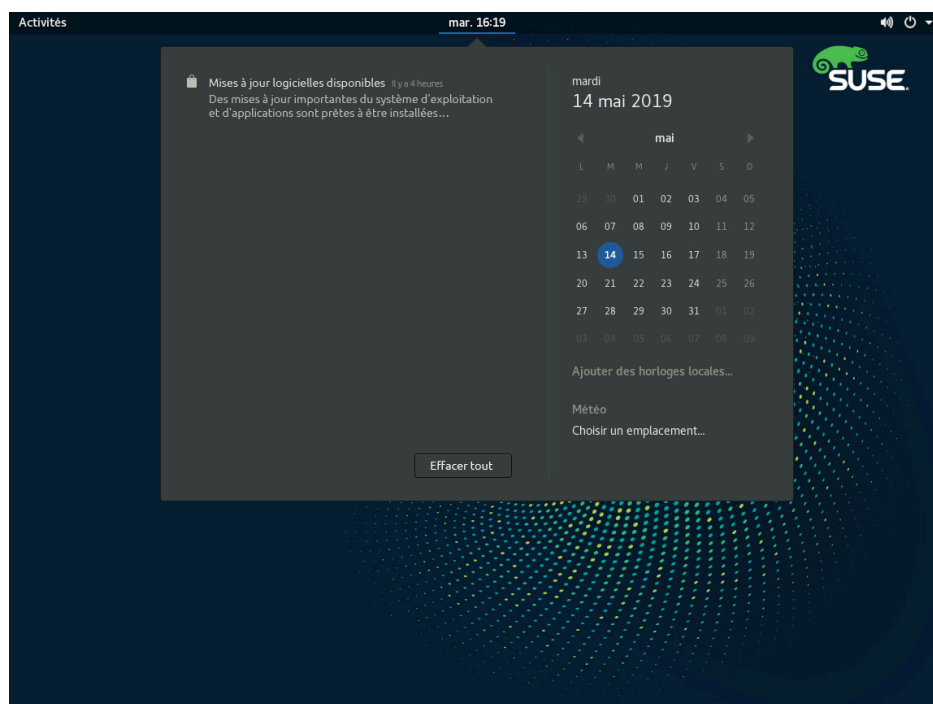 Activités
mar. 16:19
SUSE.
Mises à jour logicielles disponibles Il y a 4 heures
Des mises à jour importantes du système d'exploitation
et d'applications sont prêtes à être installées…
mardi
14 mai 2019
mai
L M M J V S D
29 30 01 02 03 04 05
06 07 08 09 10 11 12
13 14 15 16 17 18 19
20 21 22 23 24 25 26
27 28 29 30 31 01 02
03 04 05 06 07 08 09
Ajouter des horloges locales…
Météo
Choisir un emplacement…
Effacer tout